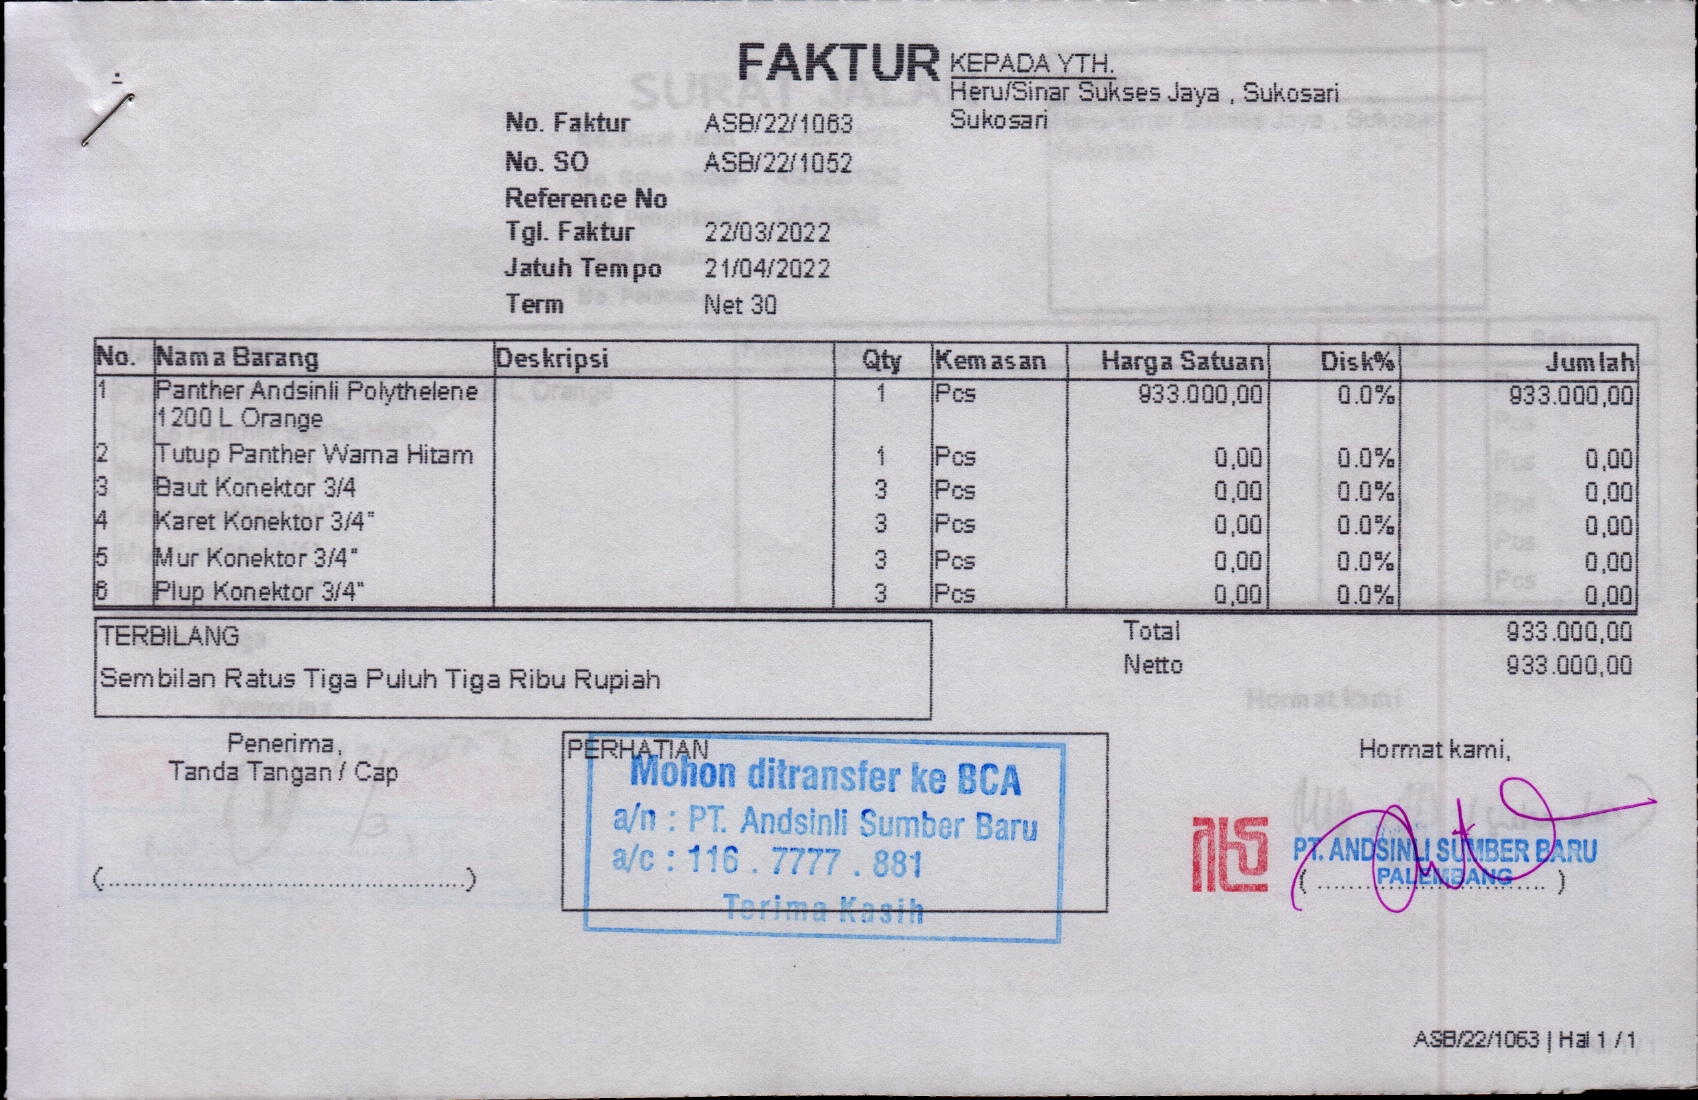 FAKTUR
KEPADA YTH.
Heru/Sinar Sukses Jaya , Sukosari
Sukosari
No. Faktur ASB/22/1063
No. SO ASB/22/1052
Reference No
Tgl. Faktur 22/03/2022
Jatuh Tempo 21/04/2022
Term Net 30
No. Nama Barang Deskripsi Qty Kemasan Harga Satuan Disk% Jumlah
1 Panther Andsinli Polythelene 1 Pcs 933.000,00 0.0% 933.000,00
1200 L Orange
2 Tutup Panther Warna Hitam 1 Pcs 0,00 0.0% 0,00
3 Baut Konektor 3/4 3 Pcs 0,00 0.0% 0,00
4 Karet Konektor 3/4" 3 Pcs 0,00 0.0% 0,00
5 Mur Konektor 3/4" 3 Pcs 0,00 0.0% 0,00
6 Plup Konektor 3/4" 3 Pcs 0,00 0.0% 0,00
TERBILANG
Sembilan Ratus Tiga Puluh Tiga Ribu Rupiah
Total 933.000,00
Netto 933.000,00
Penerima,
Tanda Tangan / Cap
(................................................)
PERHATIAN
Mohon ditransfer ke BCA
a/n : PT. Andsinli Sumber Baru
a/c : 116 . 7777 . 881
Terima Kasih
Hormat kami,
PT. ANDSINLI SUMBER BARU
PALEMBANG
( .............................. )
ASB/22/1063 | Hal 1 / 1